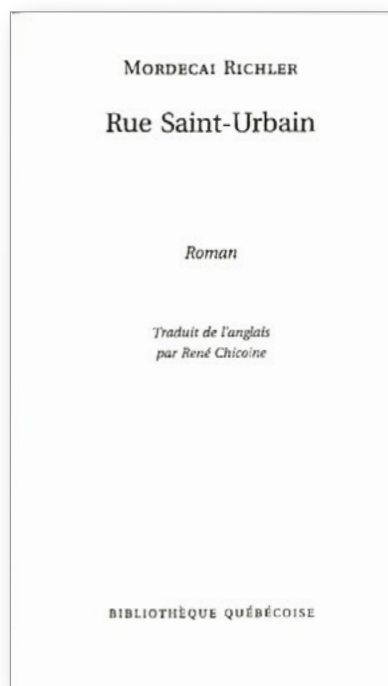 MORDECAI RICHLER
Rue Saint-Urbain
Roman
Traduit de l'anglais
par René Chicoine
BIBLIOTHÈQUE QUÉBÉCOISE